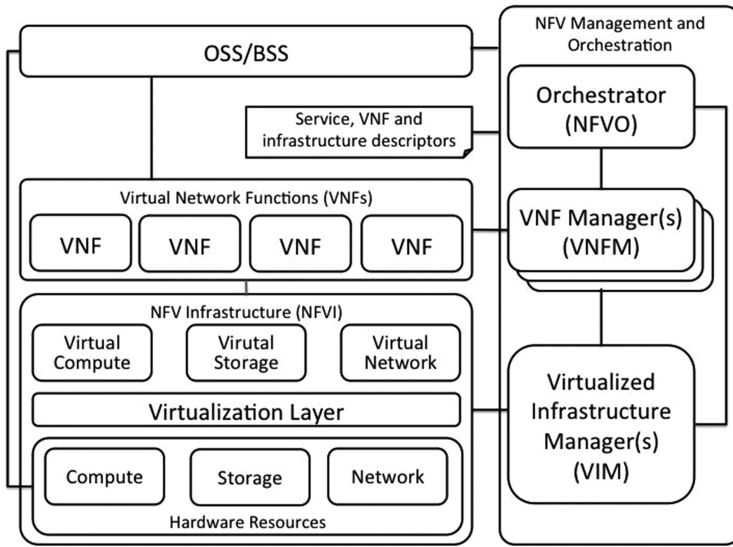 OSS/BSS
NFV Management and
Orchestration
Orchestrator
(NFVO)
Service, VNF and
infrastructure descriptors
Virtual Network Functions (VNFs)
VNF
VNF
VNF
VNF
VNF Manager(s)
(VNFM)
NFV Infrastructure (NFVI)
Virtual
Compute
Virutal
Storage
Virtual
Network
Virtualization Layer
Virtualized
Infrastructure
Manager(s)
(VIM)
Compute
Storage
Network
Hardware Resources